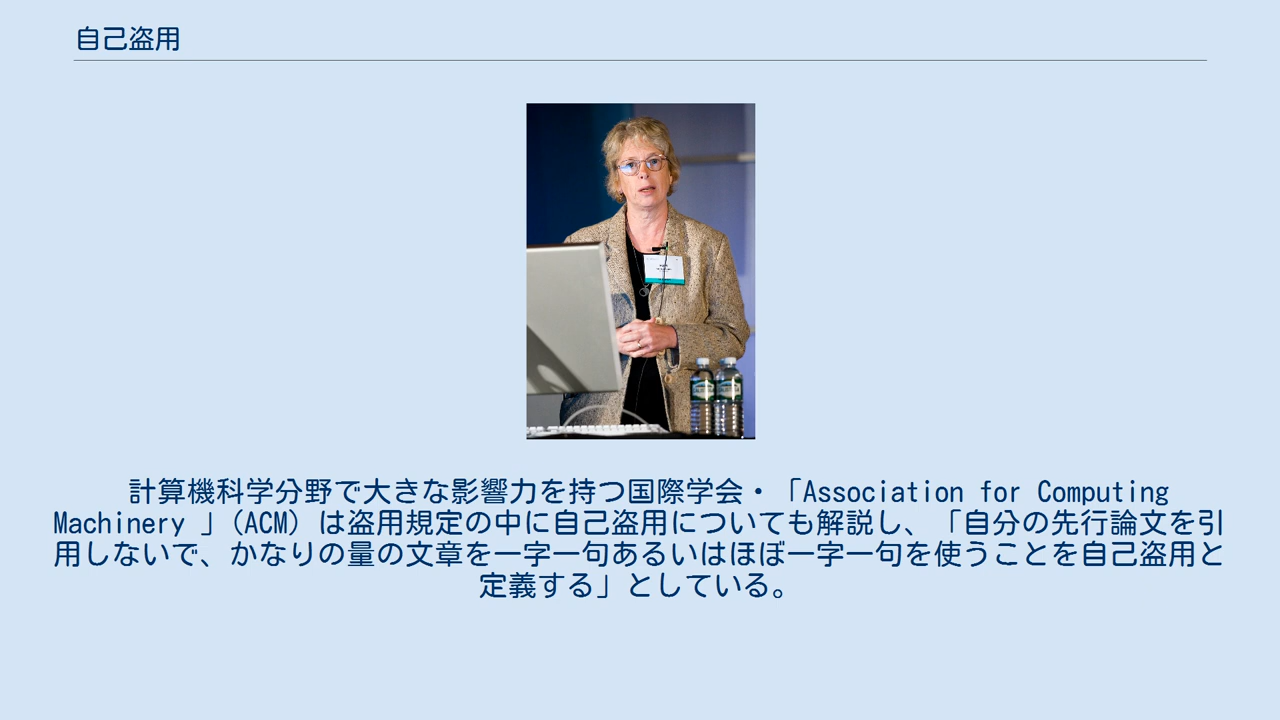 自己盗用
計算機科学分野で大きな影響力を持つ国際学会・「Association for Computing
Machinery 」(ACM) は盗用規定の中に自己盗用についても解説し、「自分の先行論文を引
用しないで、かなりの量の文章を一字一句あるいはほぼ一字一句を使うことを自己盗用と
定義する」としている。